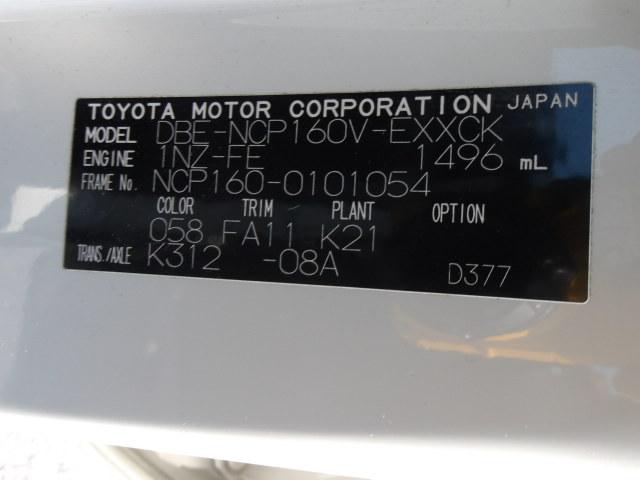 TOYOTA MOTOR CORPORATION JAPAN
MODEL DBE-NCP160V-EXXCK
ENGINE 1NZ-FE 1496 mL
FRAME No. NCP160-0101054
COLOR TRIM PLANT OPTION
058 FA11 K21
TRANS./AXLE K312 -08A
D377